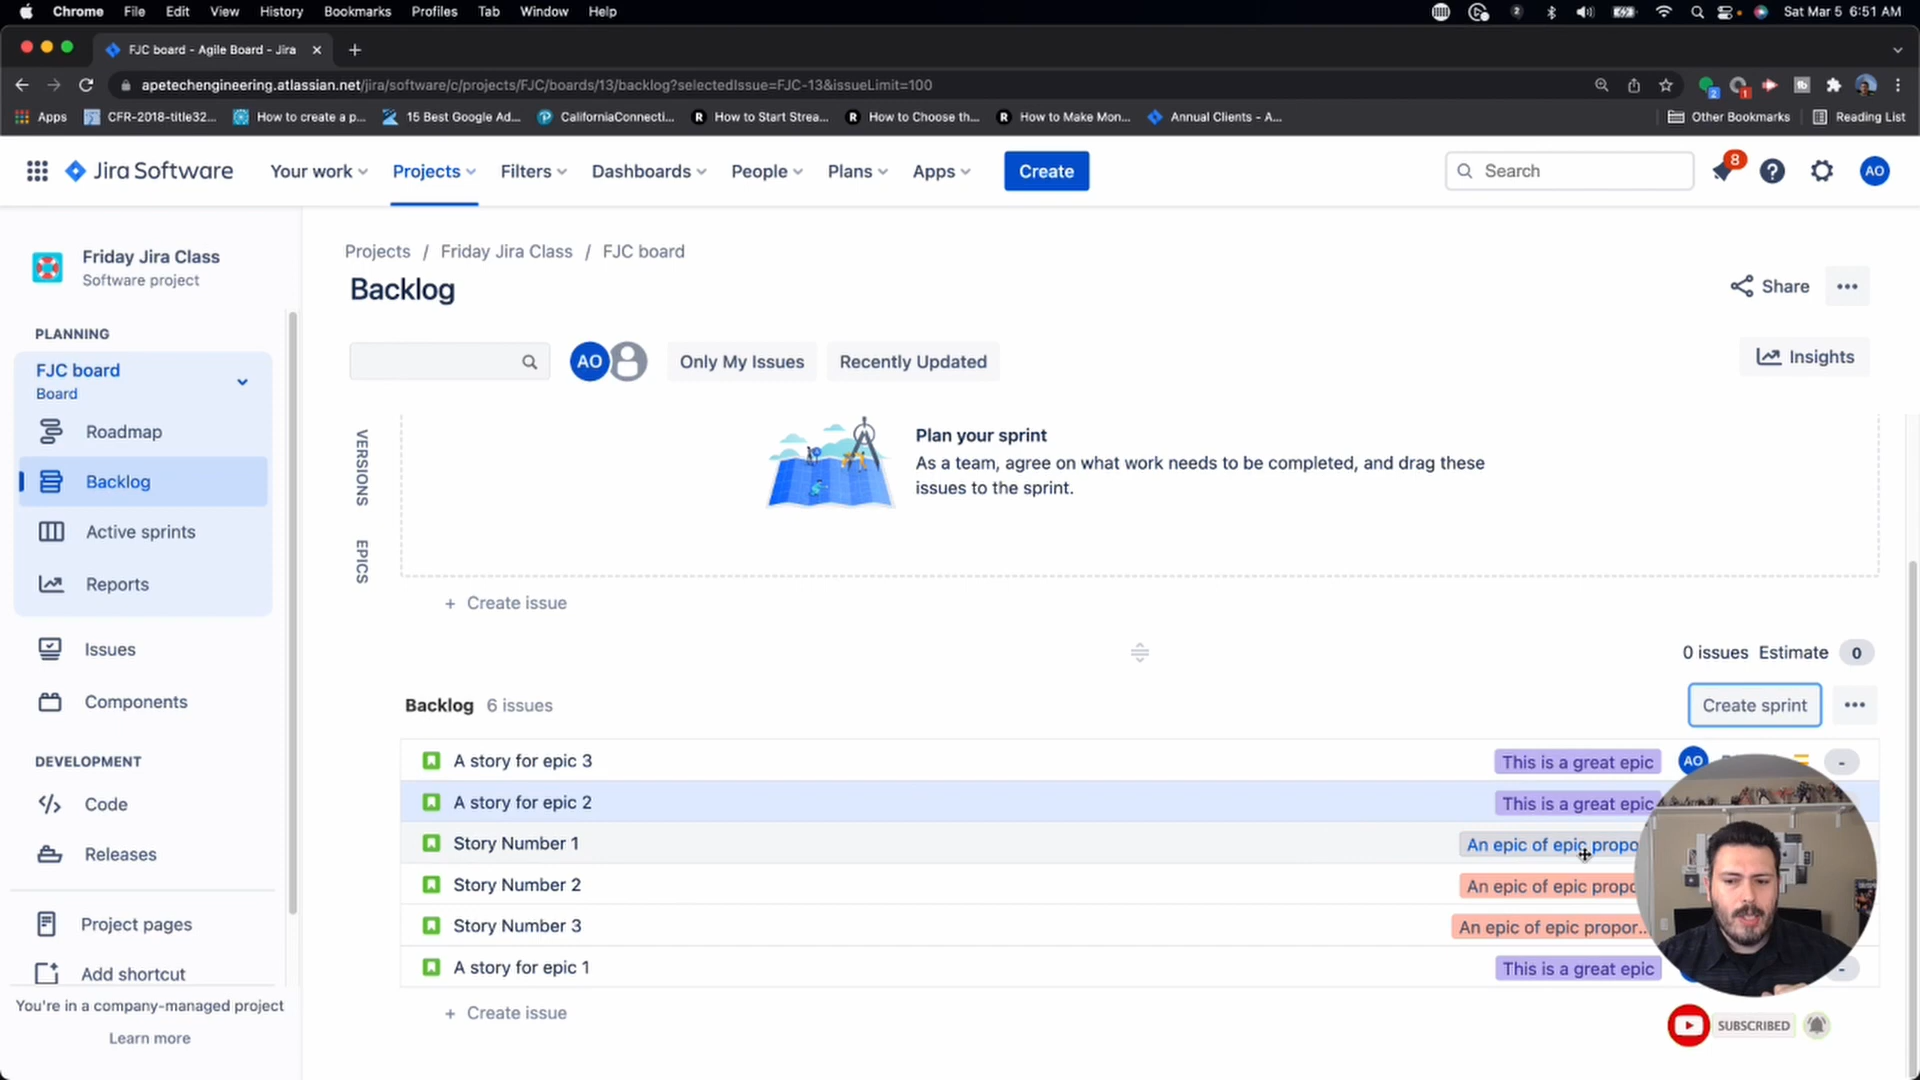 Chrome File Edit View History Bookmarks Profiles Tab Window Help
2
Sat Mar 5 6:51 AM
FJC board - Agile Board - Jira
apetechengineering.atlassian.net/jira/software/c/projects/FJC/boards/13/backlog?selectedIssue=FJC-13&issueLimit=100
2 1
Apps CFR-2018-title32... How to create a p... 15 Best Google Ad... CaliforniaConnecti... How to Start Strea... How to Choose th... How to Make Mon... Annual Clients - A... Other Bookmarks Reading List
Jira Software Your work Projects Filters Dashboards People Plans Apps Create Search 8 AO
Friday Jira Class
Software project
PLANNING
FJC board
Board
Roadmap
Backlog
Active sprints
Reports
Issues
Components
DEVELOPMENT
Code
Releases
Project pages
Add shortcut
You're in a company-managed project
Learn more
Projects / Friday Jira Class / FJC board
Backlog
Share
AO Only My Issues Recently Updated
Insights
VERSIONS
EPICS
Plan your sprint
As a team, agree on what work needs to be completed, and drag these
issues to the sprint.
+ Create issue
0 issues Estimate 0
Backlog 6 issues
Create sprint
A story for epic 3 This is a great epic AO -
A story for epic 2 This is a great epic
Story Number 1 An epic of epic propo
Story Number 2 An epic of epic propo
Story Number 3 An epic of epic propor...
A story for epic 1 This is a great epic -
+ Create issue
SUBSCRIBED